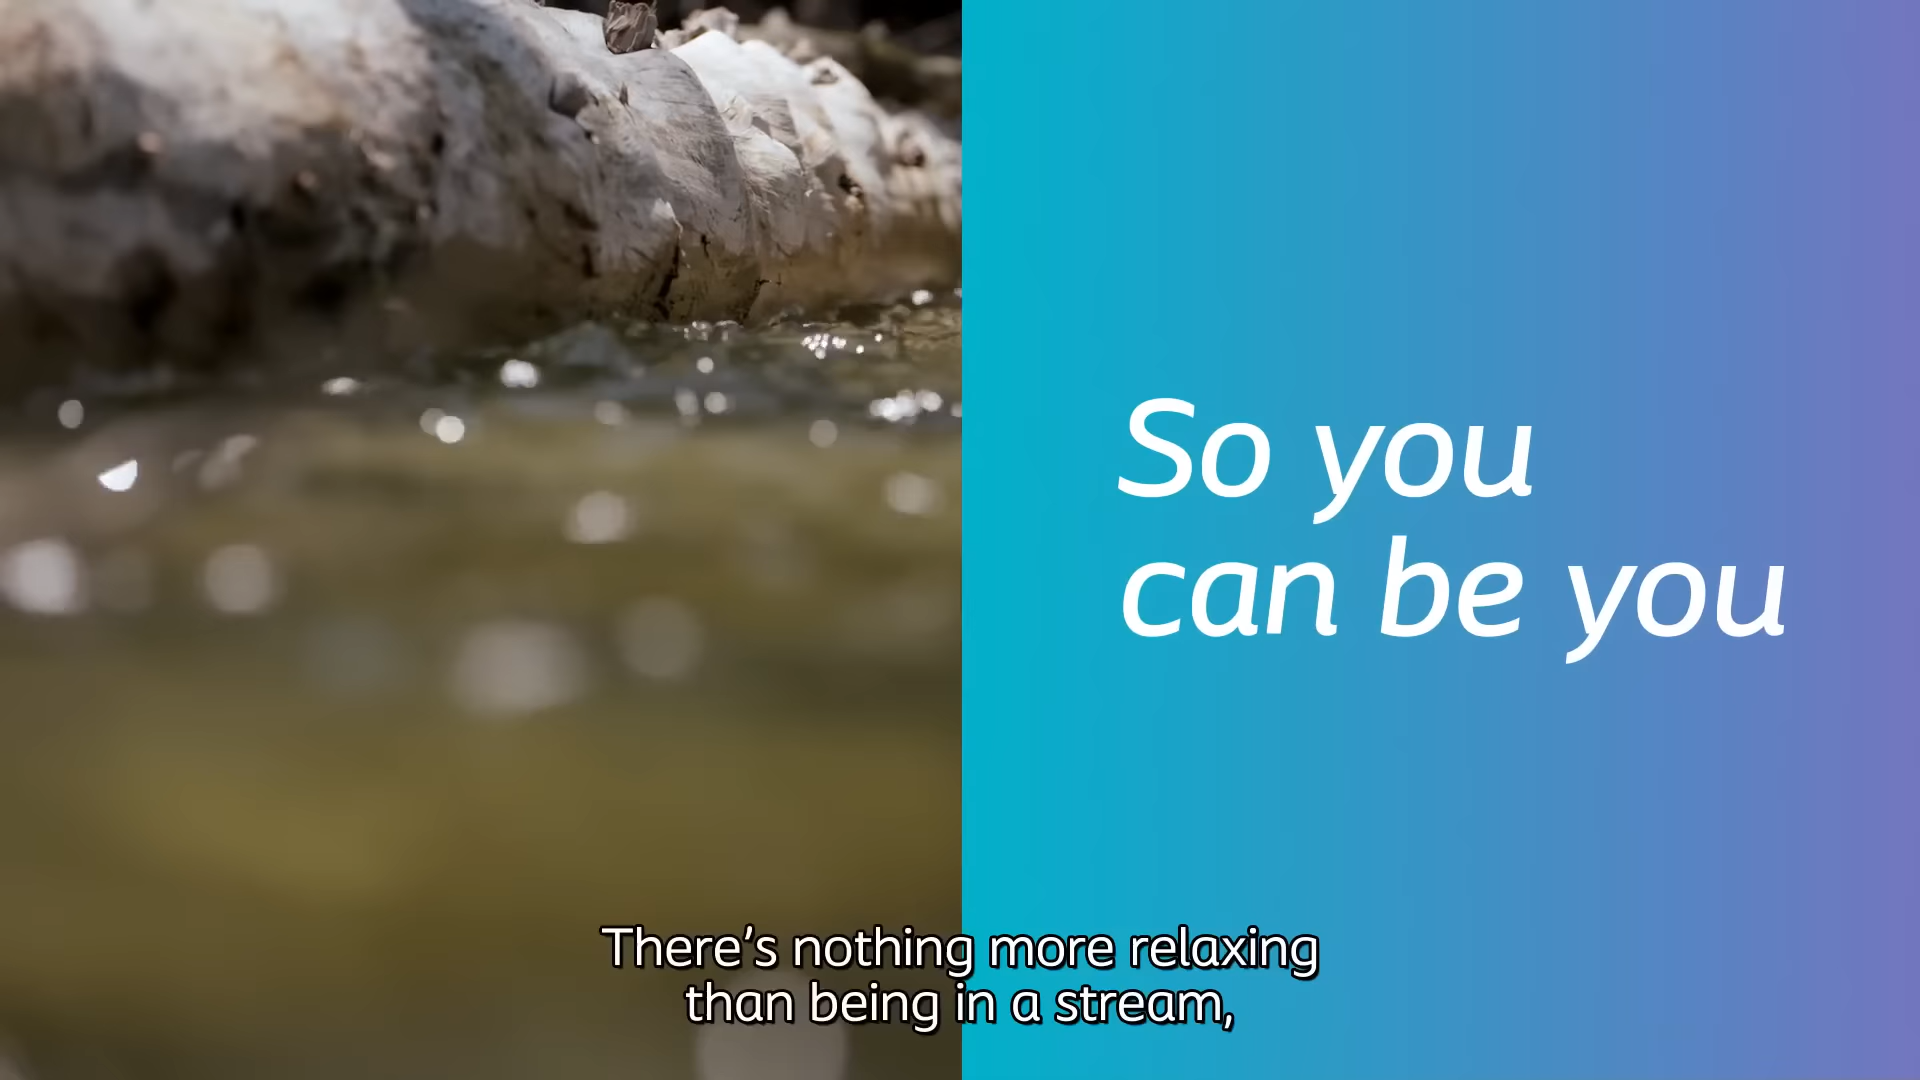 So you
can be you
There’s nothing more relaxing
than being in a stream,